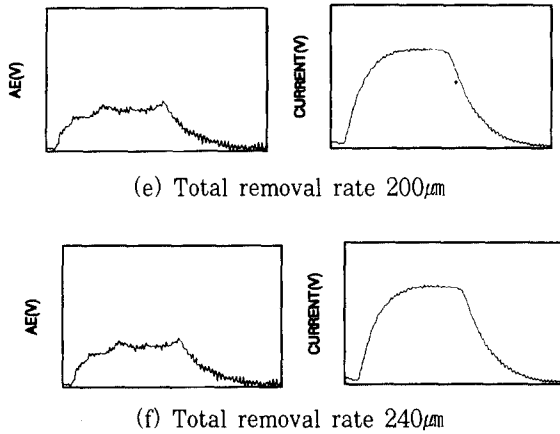 AE(V)
CURRENT(V)
(e) Total removal rate 200㎛
AE(V)
CURRENT(V)
(f) Total removal rate 240㎛